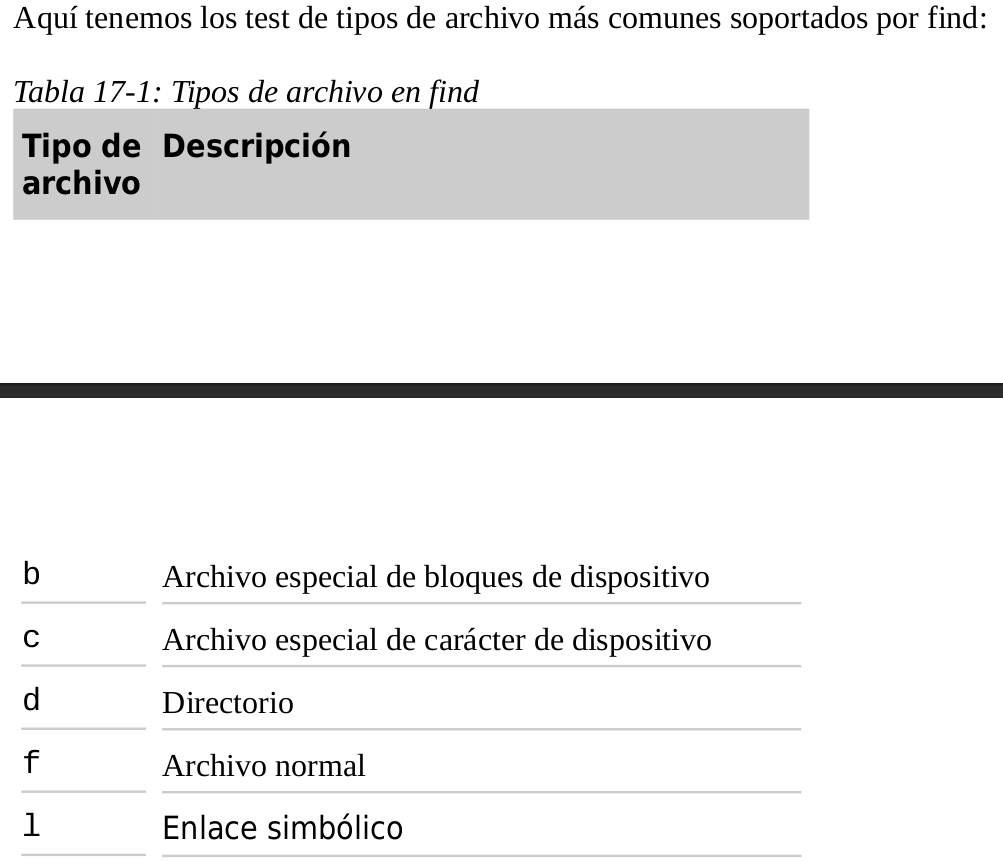 Aquí tenemos los test de tipos de archivo más comunes soportados por find:
Tabla 17-1: Tipos de archivo en find
Tipo de archivo Descripción
b Archivo especial de bloques de dispositivo
c Archivo especial de carácter de dispositivo
d Directorio
f Archivo normal
l Enlace simbólico